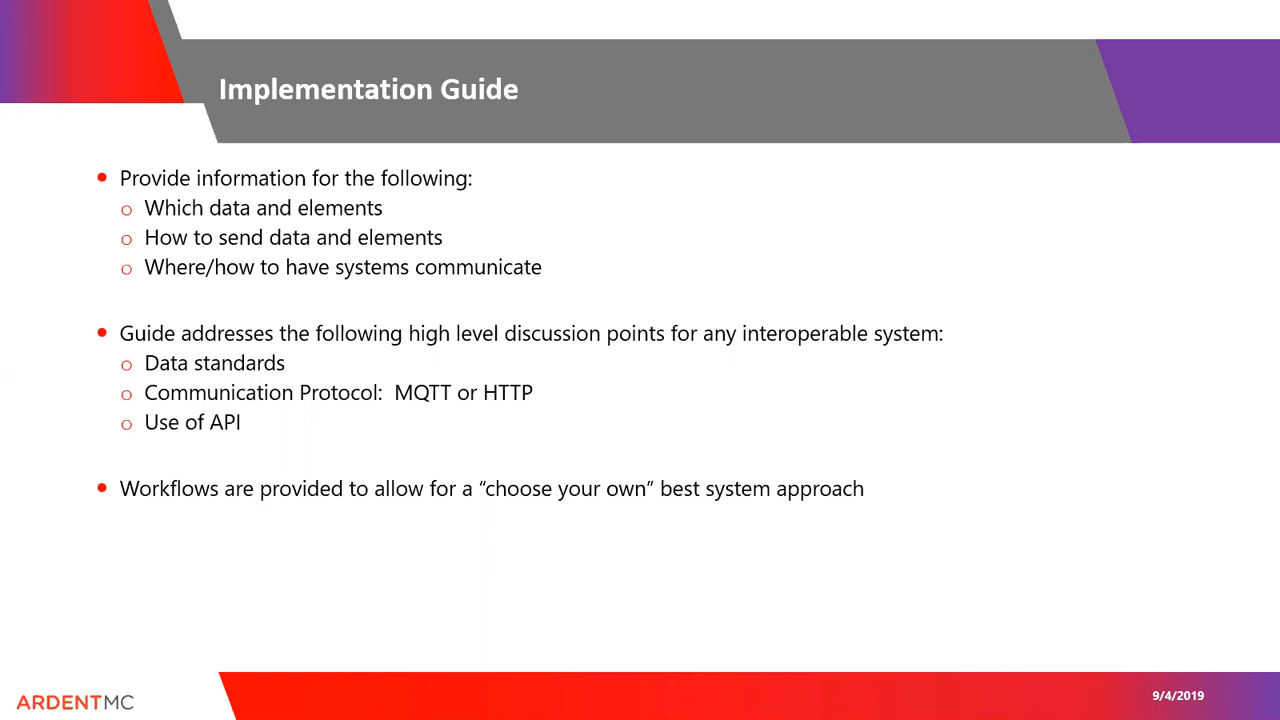 Implementation Guide
• Provide information for the following:
o Which data and elements
o How to send data and elements
o Where/how to have systems communicate
• Guide addresses the following high level discussion points for any interoperable system:
o Data standards
o Communication Protocol:  MQTT or HTTP
o Use of API
• Workflows are provided to allow for a “choose your own” best system approach
ARDENTMC
9/4/2019